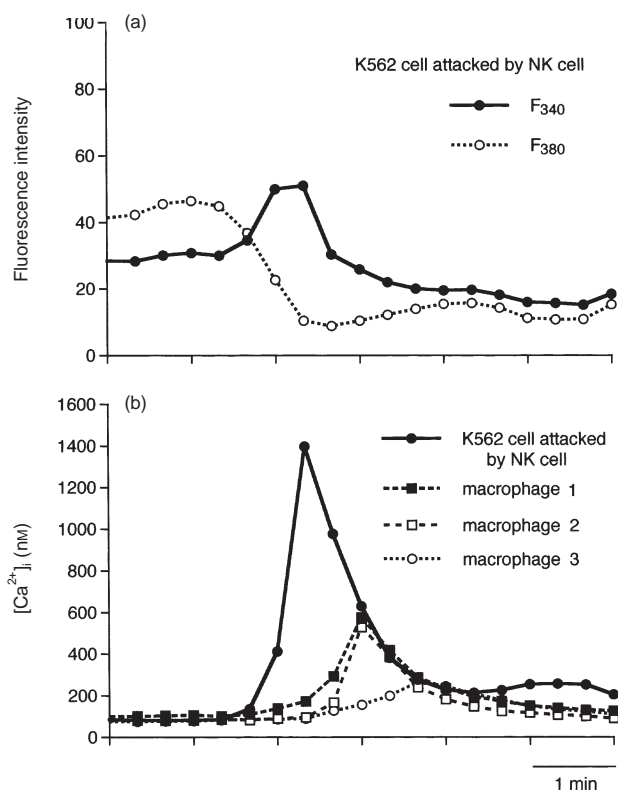 (a)
100
80
60
40
20
0
Fluorescence intensity
K562 cell attacked by NK cell
F340
F380
(b)
1600
1400
1200
1000
800
600
400
200
0
[Ca2+]i (nM)
K562 cell attacked
by NK cell
macrophage 1
macrophage 2
macrophage 3
1 min